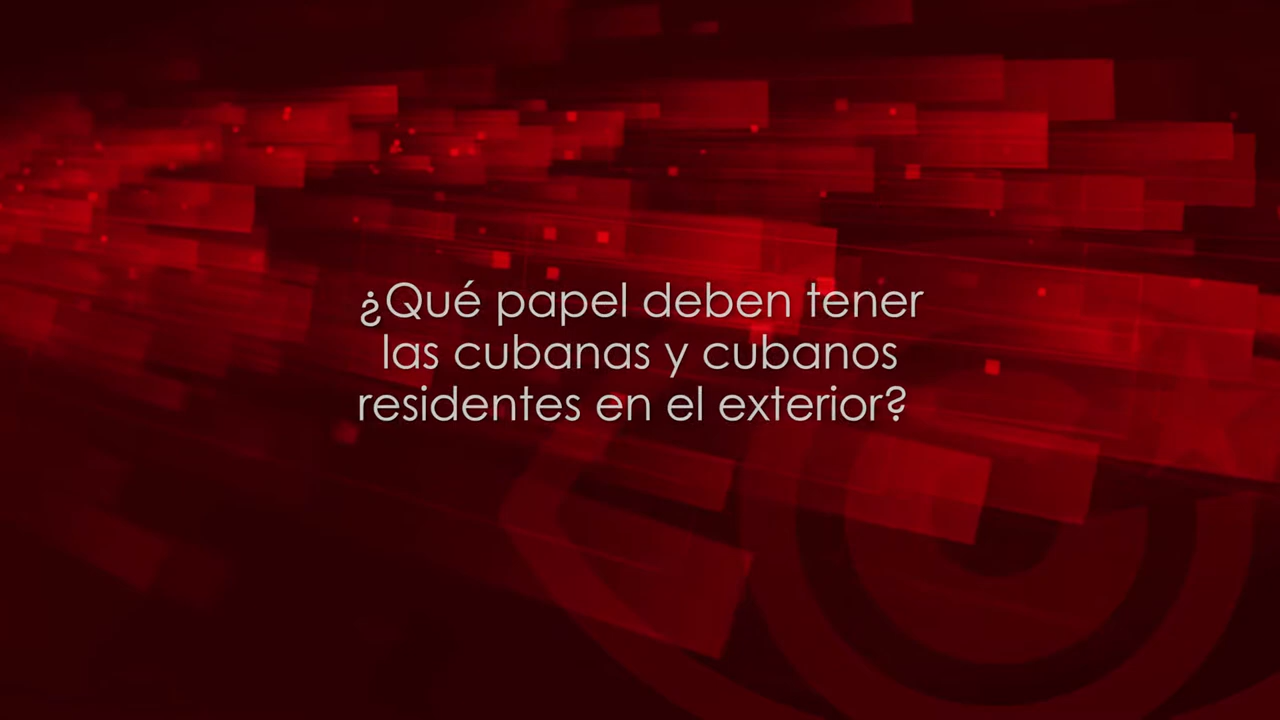 ¿Qué papel deben tener
las cubanas y cubanos
residentes en el exterior?